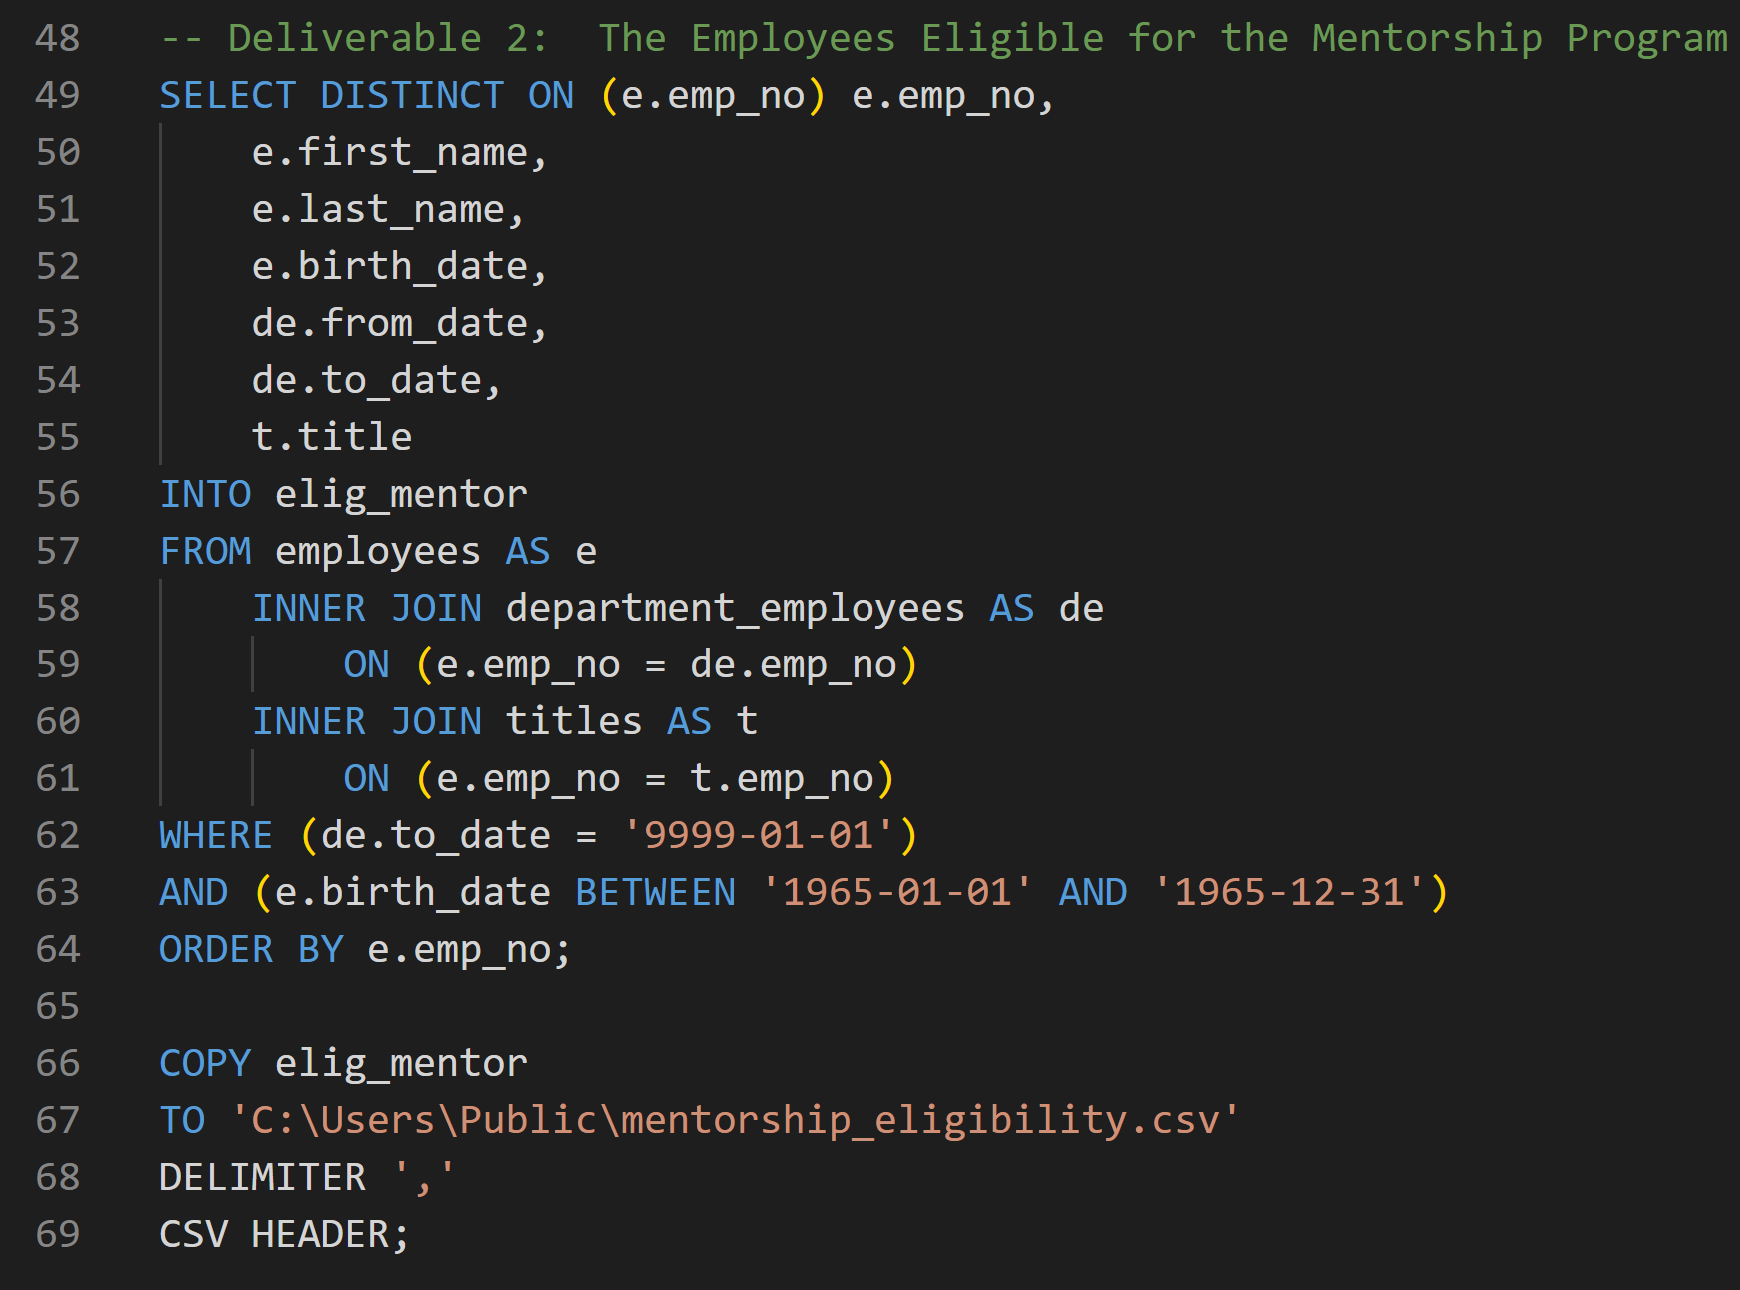 48 -- Deliverable 2:  The Employees Eligible for the Mentorship Program
49 SELECT DISTINCT ON (e.emp_no) e.emp_no,
50     e.first_name,
51     e.last_name,
52     e.birth_date,
53     de.from_date,
54     de.to_date,
55     t.title
56 INTO elig_mentor
57 FROM employees AS e
58     INNER JOIN department_employees AS de
59         ON (e.emp_no = de.emp_no)
60     INNER JOIN titles AS t
61         ON (e.emp_no = t.emp_no)
62 WHERE (de.to_date = '9999-01-01')
63 AND (e.birth_date BETWEEN '1965-01-01' AND '1965-12-31')
64 ORDER BY e.emp_no;
65
66 COPY elig_mentor
67 TO 'C:\Users\Public\mentorship_eligibility.csv'
68 DELIMITER ','
69 CSV HEADER;